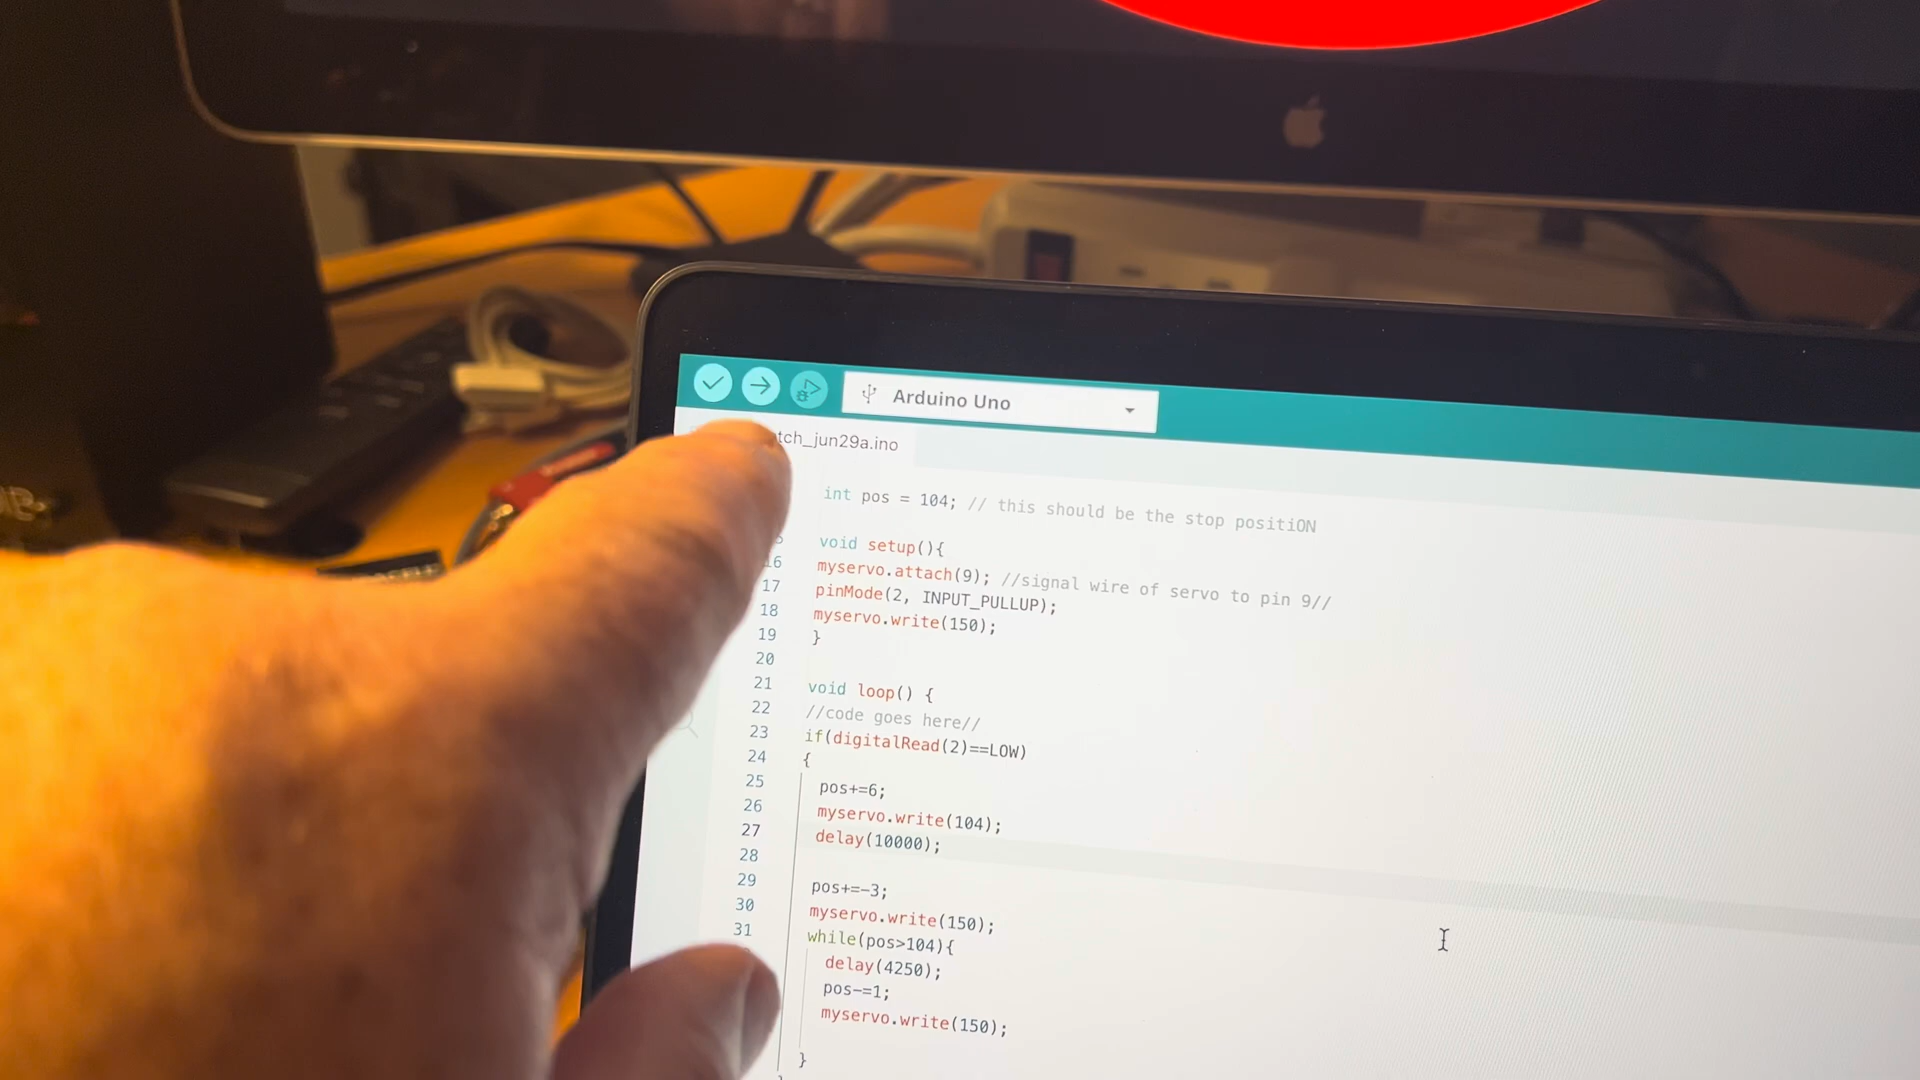 Arduino Uno
tch_jun29a.ino
int pos = 104; // this should be the stop positiON
void setup(){
16 myservo.attach(9); //signal wire of servo to pin 9//
17 pinMode(2, INPUT_PULLUP);
18 myservo.write(150);
19 }
20
21 void loop() {
22 //code goes here//
23 if(digitalRead(2)==LOW)
24 {
25 pos+=6;
26 myservo.write(104);
27 delay(10000);
28
29 pos+=-3;
30 myservo.write(150);
31 while(pos>104){
delay(4250);
pos-=1;
myservo.write(150);
}